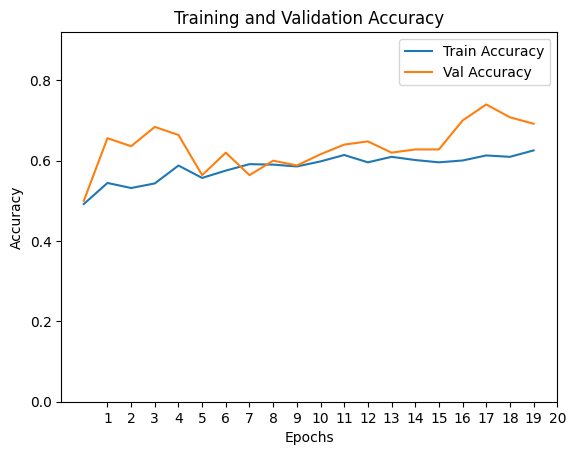 Training and Validation Accuracy
Train Accuracy
Val Accuracy
0.8
0.6
0.4
0.2
0.0
Accuracy
1 2 3 4 5 6 7 8 9 10 11 12 13 14 15 16 17 18 19 20
Epochs